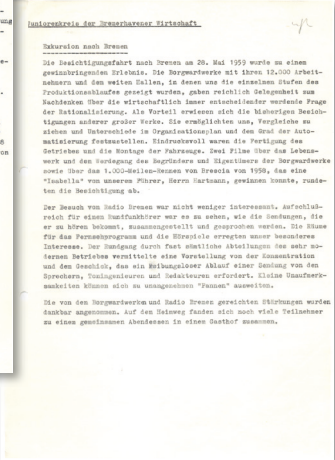 Juniorenkreis der Bremerhavener Wirtschaft
Exkursion nach Bremen
Die Besichtigungsfahrt nach Bremen am 28. Mai 1959 wurde zu einem
gewinnbringenden Erlebnis. Die Borgwardwerke mit ihren 12.000 Arbeit-
nehmern und den weiten Hallen, in denen uns die einzelnen Stufen des
Produktionsablaufes gezeigt wurden, gaben reichlich Gelegenheit zum
Nachdenken über die wirtschaftlich immer entscheidender werdende Frage
der Rationalisierung. Als Vorteil erwiesen sich die bisherigen Besich-
tigungen anderer großer Werke. Sie ermöglichten uns, Vergleiche zu
ziehen und Unterschiede im Organisationsplan und dem Grad der Auto-
matisierung festzustellen. Eindrucksvoll waren die Fertigung des
Getriebes und die Montage der Fahrzeuge. Zwei Filme über das Lebens-
werk und den Werdegang des Begründers und Eigentümers der Borgwardwerke
sowie über das 1.000-Meilen-Rennen von Brescia von 1958, das eine
"Isabella" von unserem Führer, Herrn Hartmann, gewinnen konnte, runde-
ten die Besichtigung ab.
Der Besuch von Radio Bremen war nicht weniger interessant. Aufschluß-
reich für einen Rundfunkhörer war es zu sehen, wie die Sendungen, die
er zu hören bekommt, zusammengestellt und gesprochen werden. Die Räume
für das Fernsehprogramm und die Hörspiele erregten unser besonderes
Interesse. Der Rundgang durch fast sämtliche Abteilungen des sehr mo-
dernen Betriebes vermittelte eine Vorstellung von der Konzentration
und dem Geschick, das ein Reibungsloser Ablauf einer Sendung von den
Sprechern, Toningenieuren und Redakteuren erfordert. Kleine Unaufmerk-
samkeiten können sich zu unangenehmen "Pannen" ausweiten.
Die von den Borgwardwerken und Radio Bremen gereichten Stärkungen wurden
dankbar angenommen. Auf dem Heimweg fanden sich noch viele Teilnehmer
zu einem gemeinsamen Abendessen in einem Gasthof zusammen.